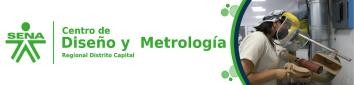 SENA
Centro de
Diseño y Metrología
Regional Distrito Capital